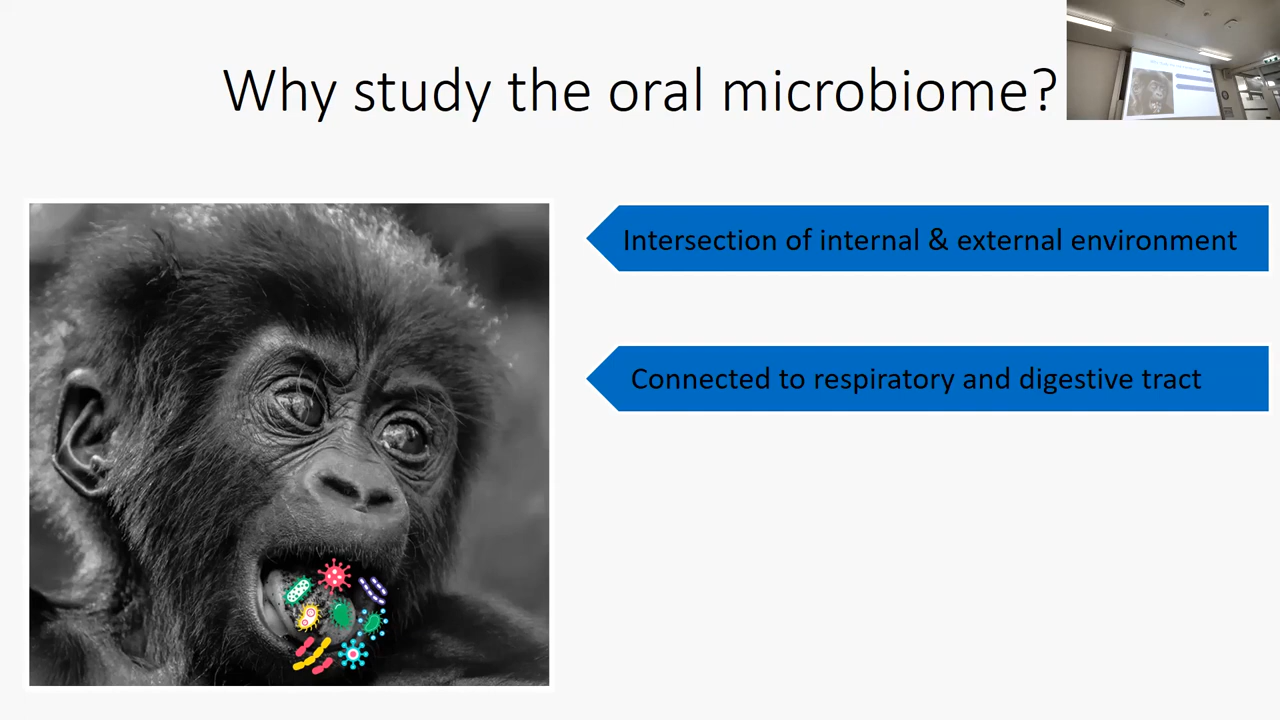 Why study the oral microbiome?
Intersection of internal & external environment
Connected to respiratory and digestive tract